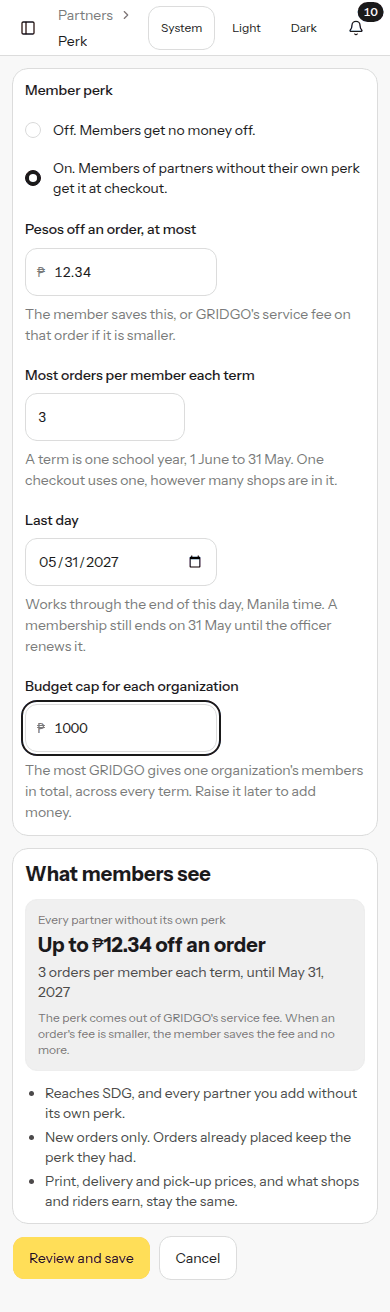 Partners >
Perk
System
Light
Dark
10
Member perk
Off. Members get no money off.
On. Members of partners without their own perk
get it at checkout.
Pesos off an order, at most
₱ 12.34
The member saves this, or GRIDGO's service fee on
that order if it is smaller.
Most orders per member each term
3
A term is one school year, 1 June to 31 May. One
checkout uses one, however many shops are in it.
Last day
05/31/2027
Works through the end of this day, Manila time. A
membership still ends on 31 May until the officer
renews it.
Budget cap for each organization
₱ 1000
The most GRIDGO gives one organization's members
in total, across every term. Raise it later to add
money.
What members see
Every partner without its own perk
Up to ₱12.34 off an order
3 orders per member each term, until May 31,
2027
The perk comes out of GRIDGO's service fee. When an
order's fee is smaller, the member saves the fee and no
more.
• Reaches SDG, and every partner you add without
its own perk.
• New orders only. Orders already placed keep the
perk they had.
• Print, delivery and pick-up prices, and what shops
and riders earn, stay the same.
Review and save
Cancel